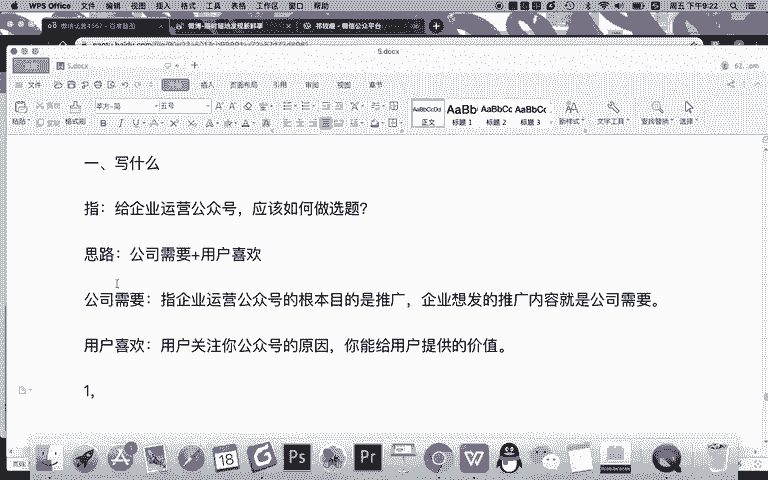 WPS Office 文件 编辑 视图 插入 格式 工具 工作区 窗口 帮助
周五下午9:22
5.docx
5.docx
文件
插入 页面布局 引用 审阅 视图 章节
粘贴 复制 格式刷
苹方-简 五号
AaBbCcDd AaBb AaBbCc AaBbCc
正文 标题 1 标题 2 标题 3
新样式 文字工具 查找替换 选择
一、写什么
指：给企业运营公众号，应该如何做选题？
思路：公司需要+用户喜欢
公司需要：指企业运营公众号的根本目的是推广，企业想发的推广内容就是公司需要。
用户喜欢：用户关注你公众号的原因，你能给用户提供的价值。
1，
18
Ps
Pr